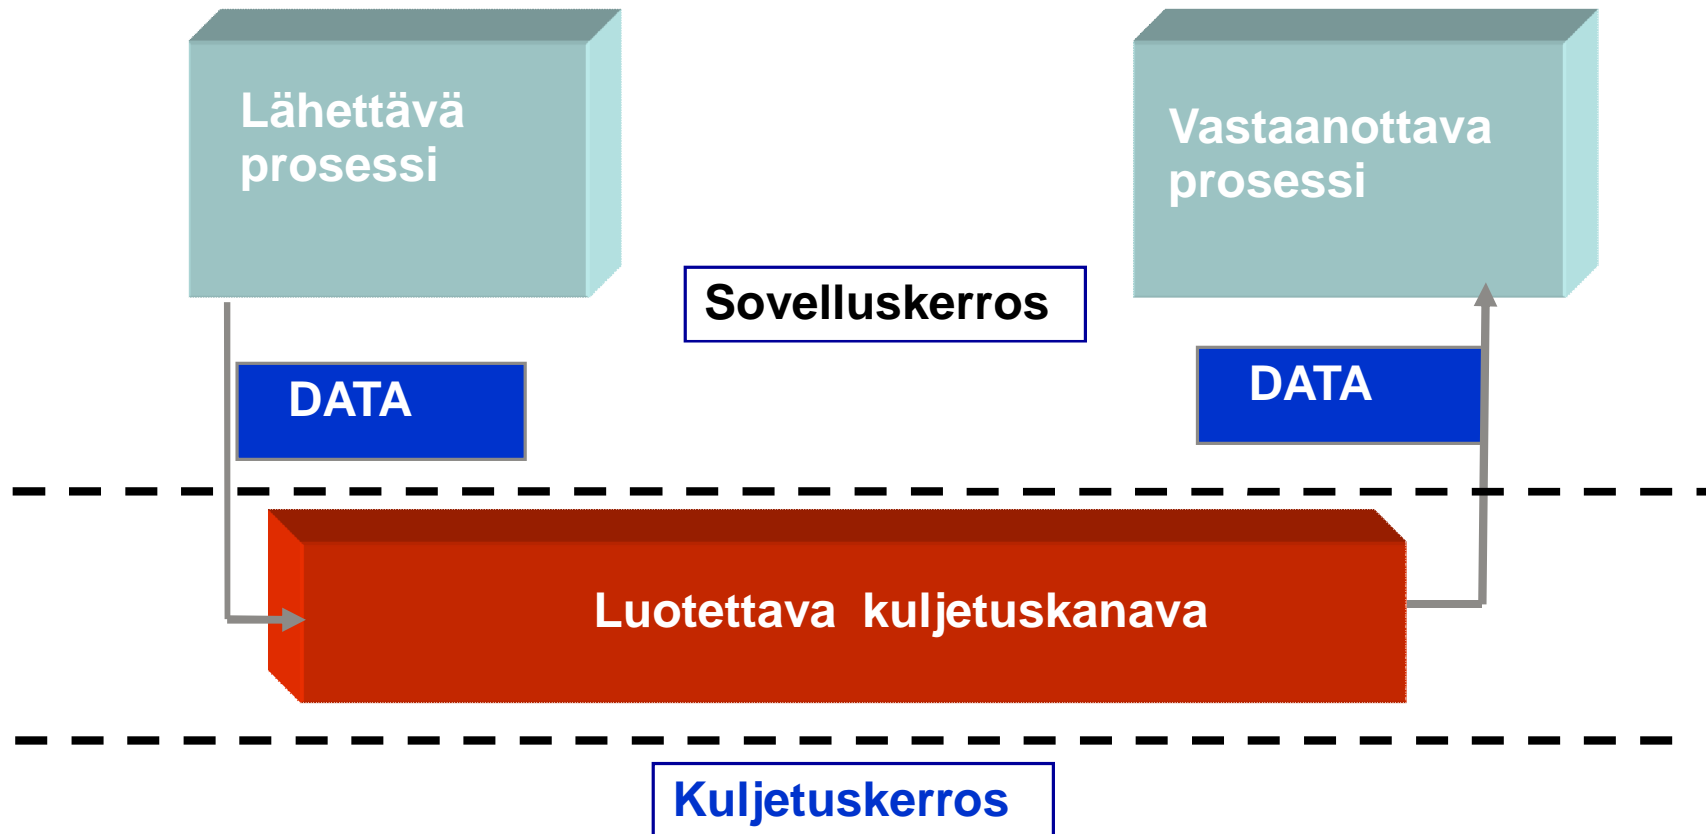 Lähettävä
prosessi
Vastaanottava
prosessi
Sovelluskerros
DATA
DATA
Luotettava kuljetuskanava
Kuljetuskerros